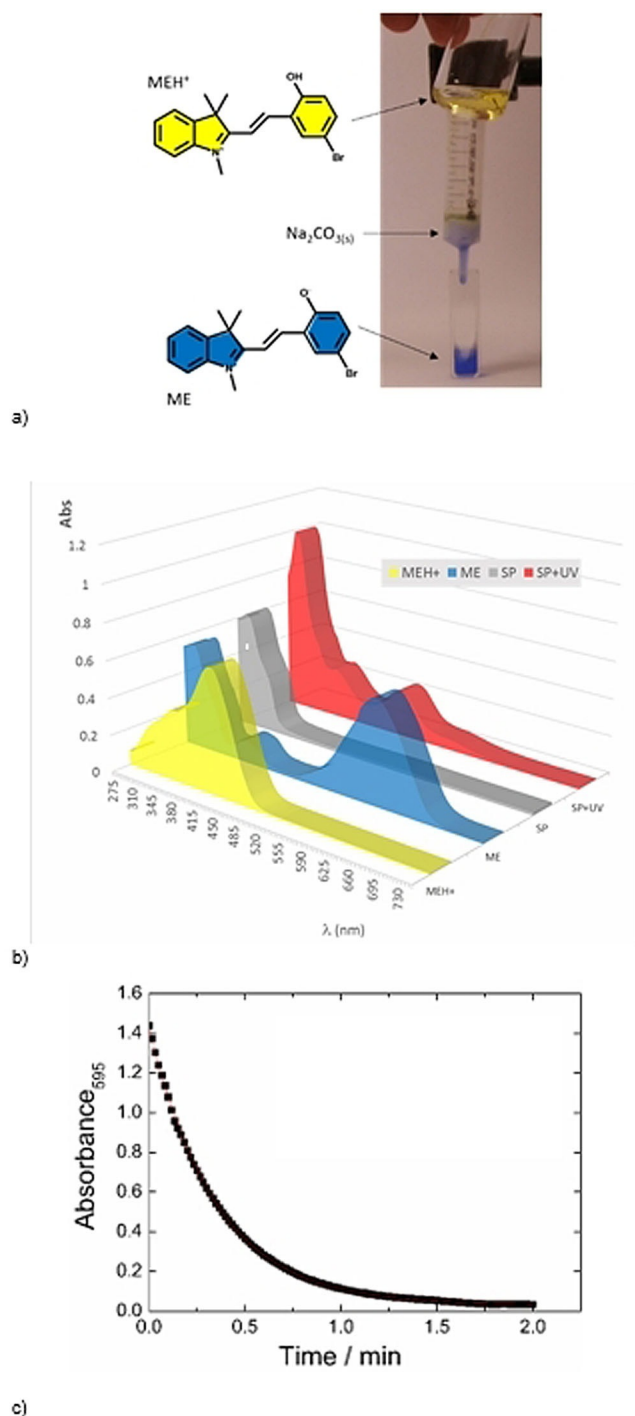 MEH⁺
OH
N⁺
Br
Na₂CO₃₍ₛ₎
O⁻
N⁺
Br
ME
a)
Abs
1.2
1
0.8
0.6
0.4
0.2
0
MEH+ ME SP SP+UV
275 310 345 380 415 450 485 520 555 590 625 660 695 730
MEH+ ME SP SP+UV
λ (nm)
b)
Absorbance₅₉₅
1.6
1.4
1.2
1.0
0.8
0.6
0.4
0.2
0.0
0.0 0.5 1.0 1.5 2.0
Time / min
c)